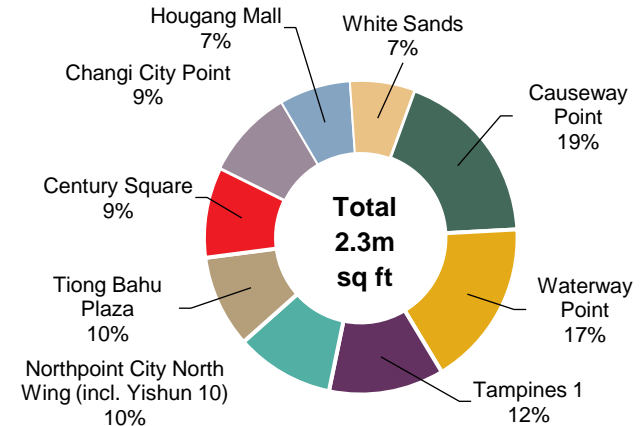 Hougang Mall
7%
White Sands
7%
Changi City Point
9%
Causeway
Point
19%
Century Square
9%
Total
2.3m
sq ft
Tiong Bahu
Plaza
10%
Waterway
Point
17%
Northpoint City North
Wing (incl. Yishun 10)
10%
Tampines 1
12%